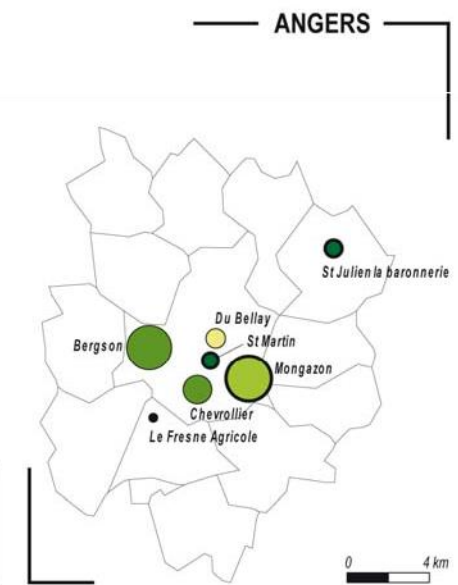 ANGERS
St Julien la baronnerie
Du Bellay
St Martin
Bergson
Mongazon
Chevrollier
Le Fresne Agricole
0 4 km